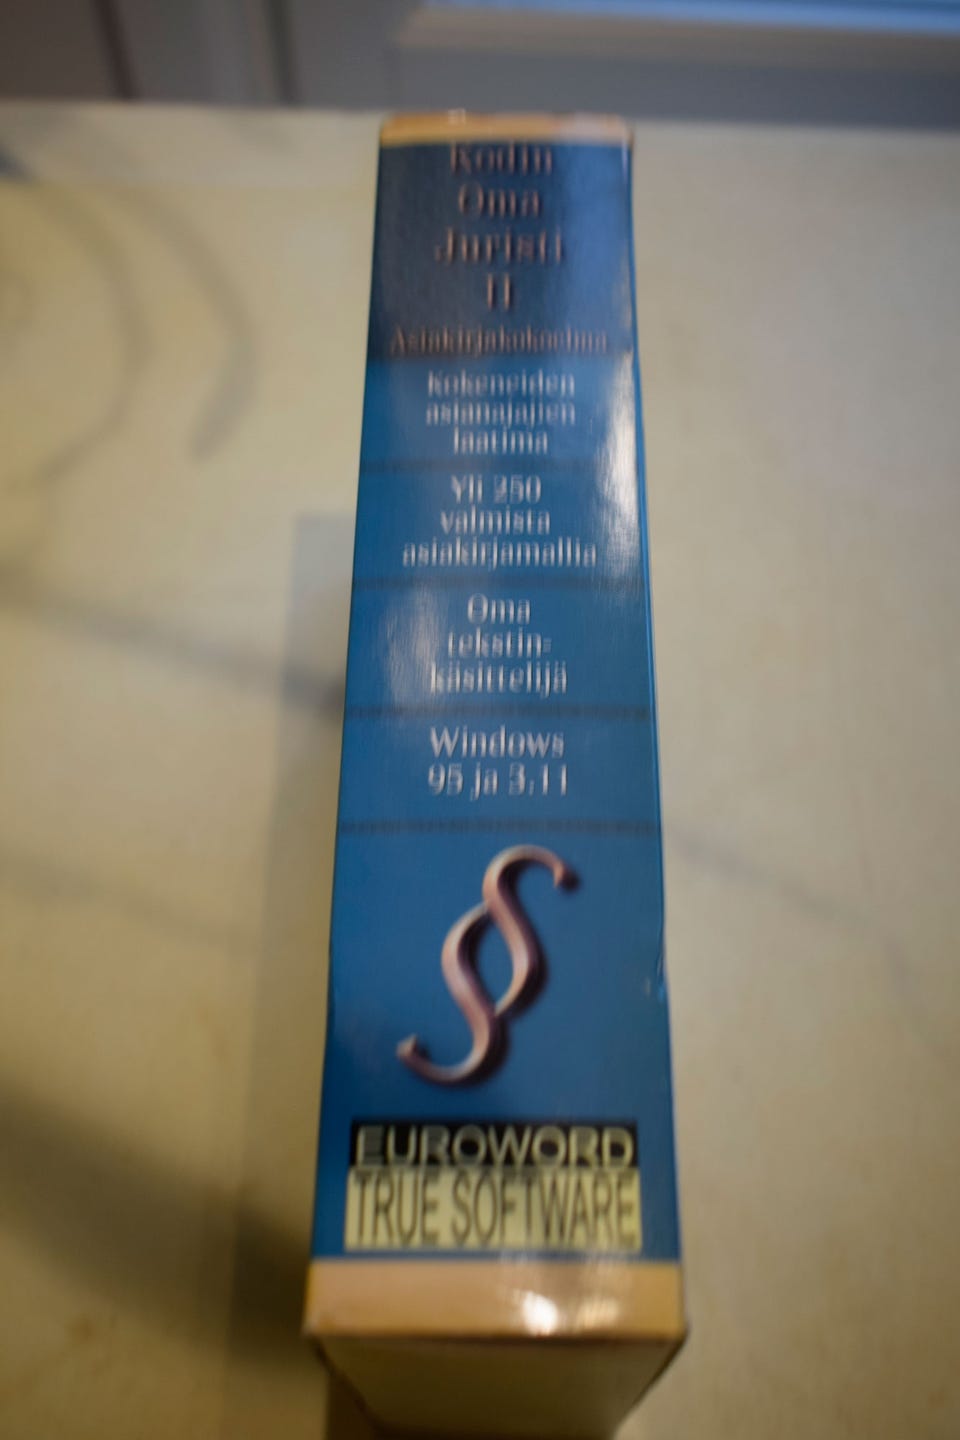 Kodin
Oma
Juristi
II
Asiakirjakokoelma
Kokeneiden
asianajajien
laatima
Yli 250
valmista
asiakirjamallia
Oma
tekstin-
käsittelijä
Windows
95 ja 3.11
§
EUROWORD
TRUE SOFTWARE